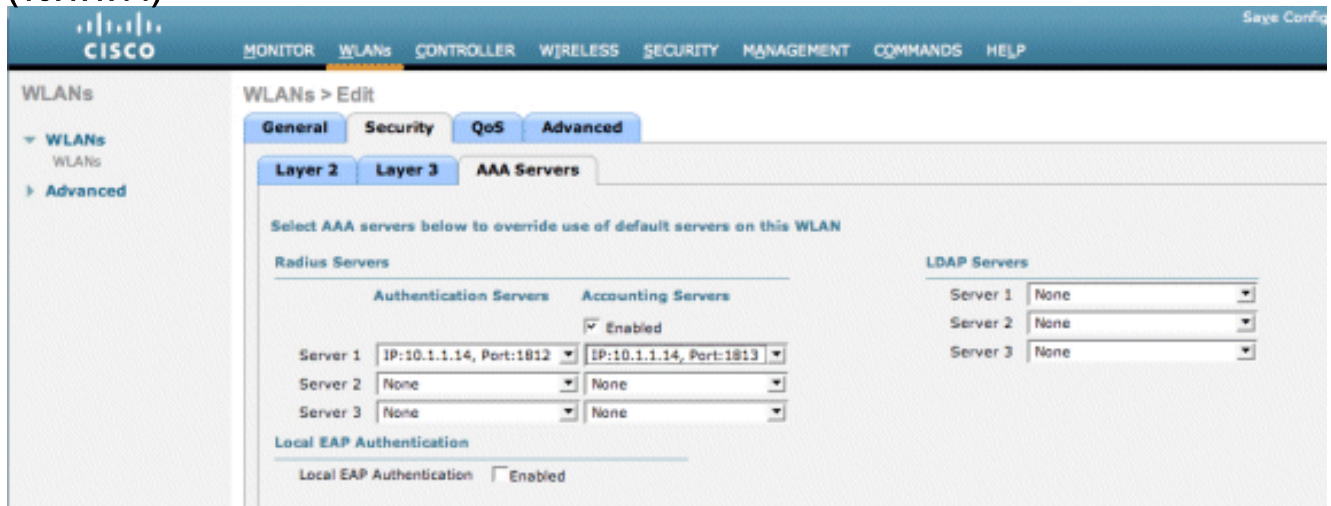 CISCO
Save Config
MONITOR WLANs CONTROLLER WIRELESS SECURITY MANAGEMENT COMMANDS HELP
WLANs
WLANs
WLANs
Advanced
WLANs > Edit
General Security QoS Advanced
Layer 2 Layer 3 AAA Servers
Select AAA servers below to override use of default servers on this WLAN
Radius Servers
Authentication Servers Accounting Servers
Enabled
Server 1 IP:10.1.1.14, Port:1812 IP:10.1.1.14, Port:1813
Server 2 None None
Server 3 None None
Local EAP Authentication
Local EAP Authentication Enabled
LDAP Servers
Server 1 None
Server 2 None
Server 3 None